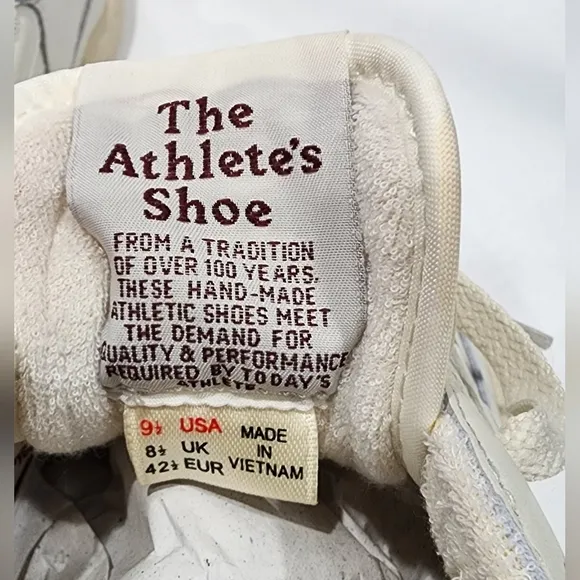 The
Athlete's
Shoe
FROM A TRADITION
OF OVER 100 YEARS.
THESE HAND-MADE
ATHLETIC SHOES MEET
THE DEMAND FOR
QUALITY & PERFORMANCE
REQUIRED BY TODAY'S
ATHLETE
9½ USA
8½ UK
42½ EUR
MADE
IN
VIETNAM